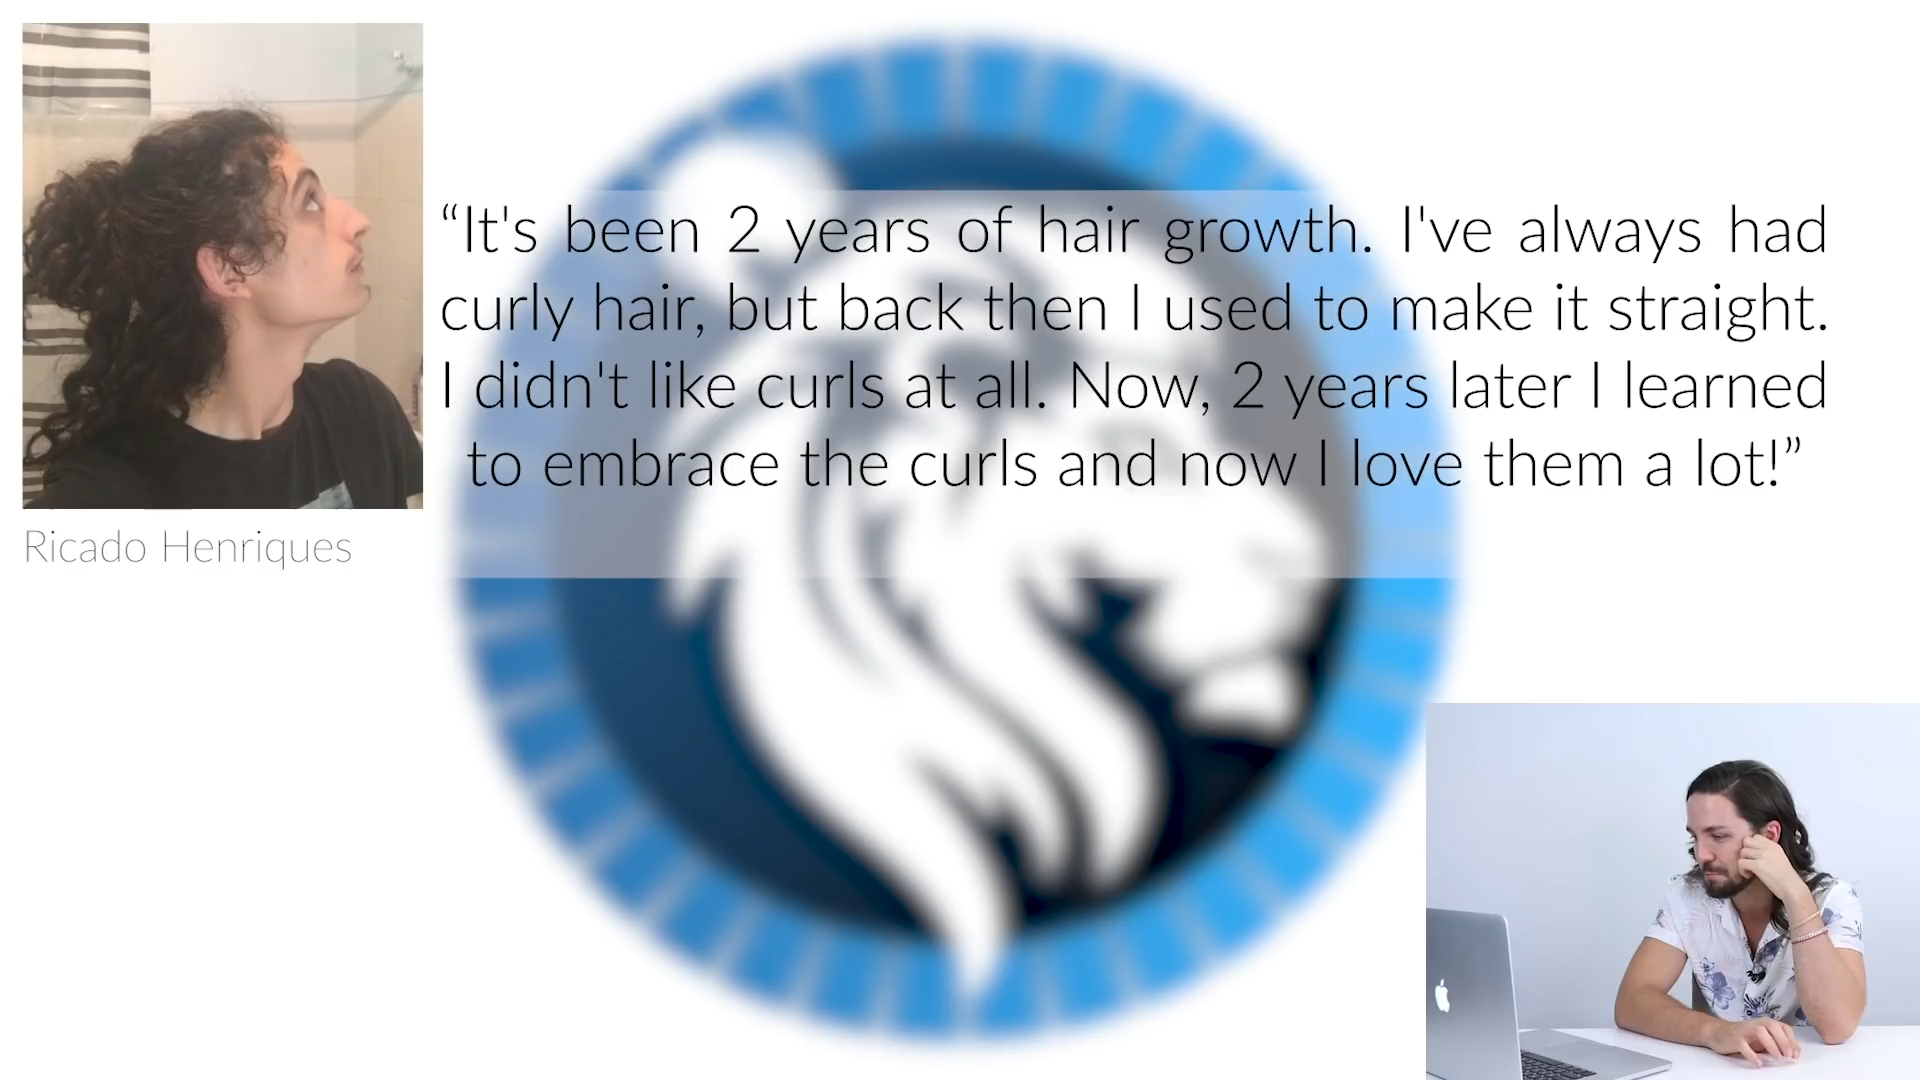 “It's been 2 years of hair growth. I've always had
curly hair, but back then I used to make it straight.
I didn't like curls at all. Now, 2 years later I learned
to embrace the curls and now I love them a lot!”
Ricado Henriques